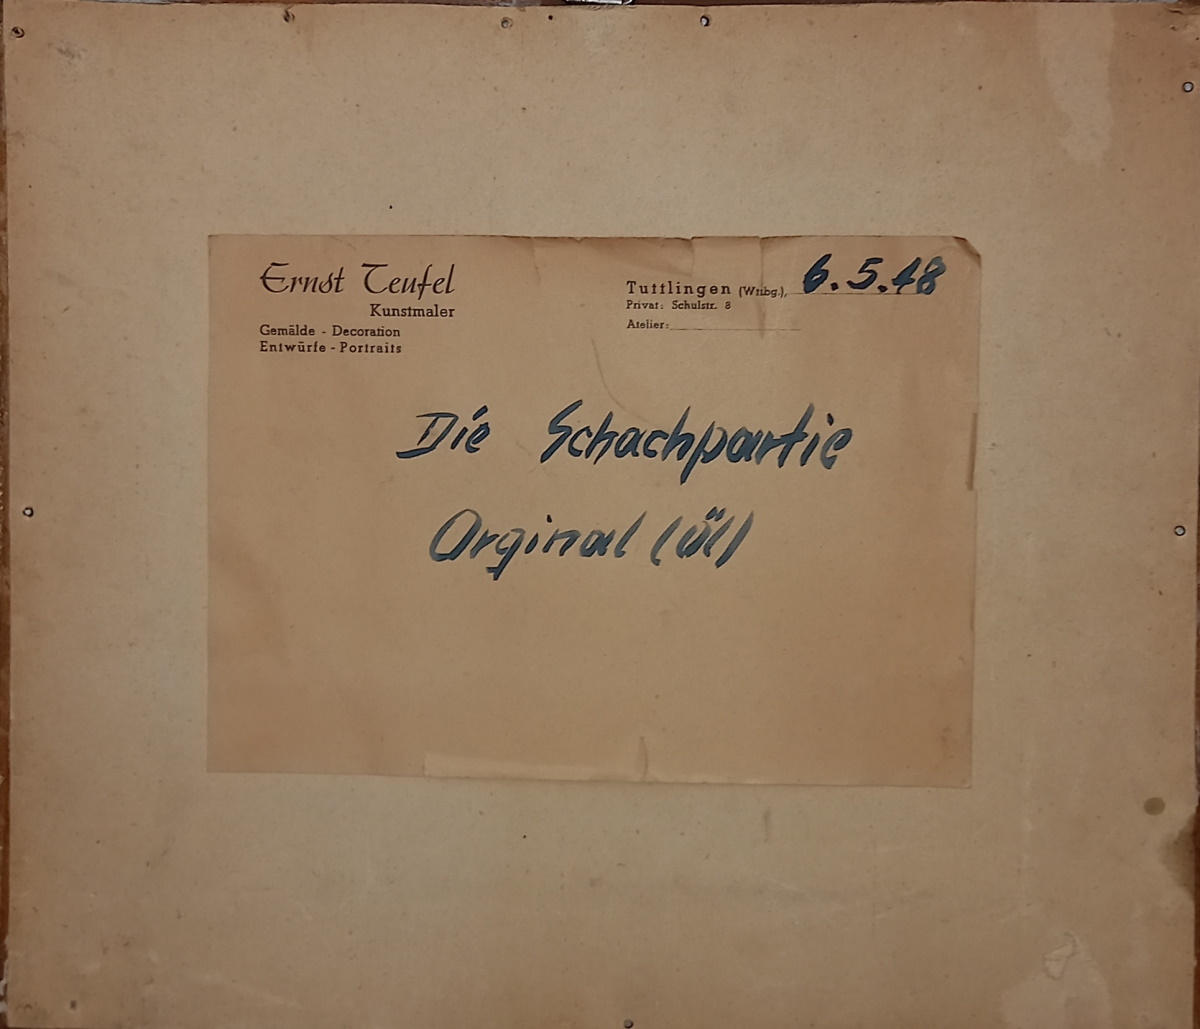 Ernst Teufel
Kunstmaler
Gemälde - Decoration
Entwürfe - Portraits
Tuttlingen (Wttbg.), 6.5.48
Privat: Schulstr. 8
Atelier:
Die Schachpartie
Orginal (Öl)